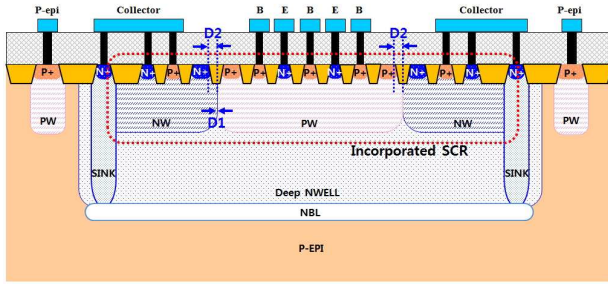 P-epi Collector B E B E B Collector P-epi
D2 D2
P+ N+ N+ P+ N+ P+ N+ P+ N+ P+ N+ P+ N+ N+ P+
PW NW D1 PW NW PW
Incorporated SCR
SINK SINK
Deep NWELL
NBL
P-EPI